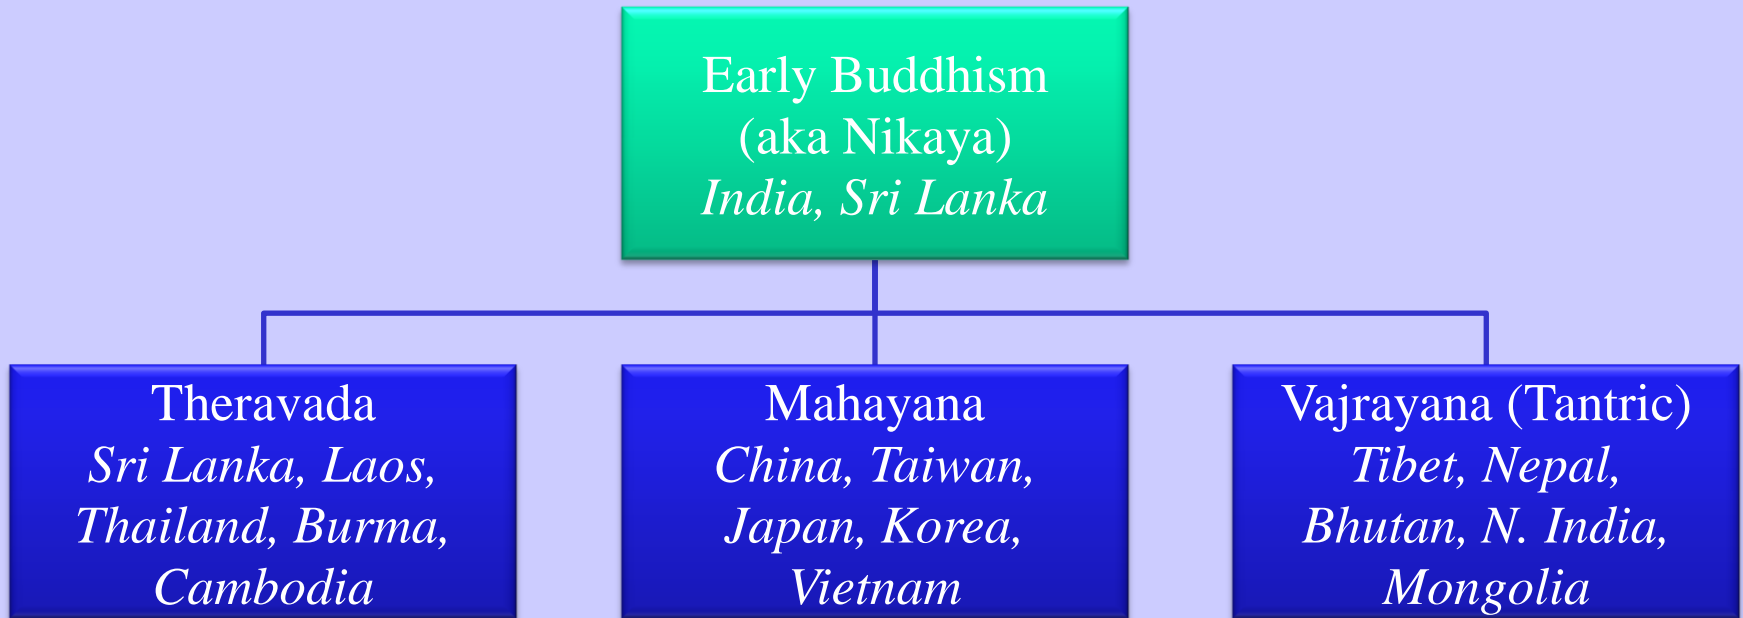 Early Buddhism
(aka Nikaya)
India, Sri Lanka
Theravada
Sri Lanka, Laos,
Thailand, Burma,
Cambodia
Mahayana
China, Taiwan,
Japan, Korea,
Vietnam
Vajrayana (Tantric)
Tibet, Nepal,
Bhutan, N. India,
Mongolia